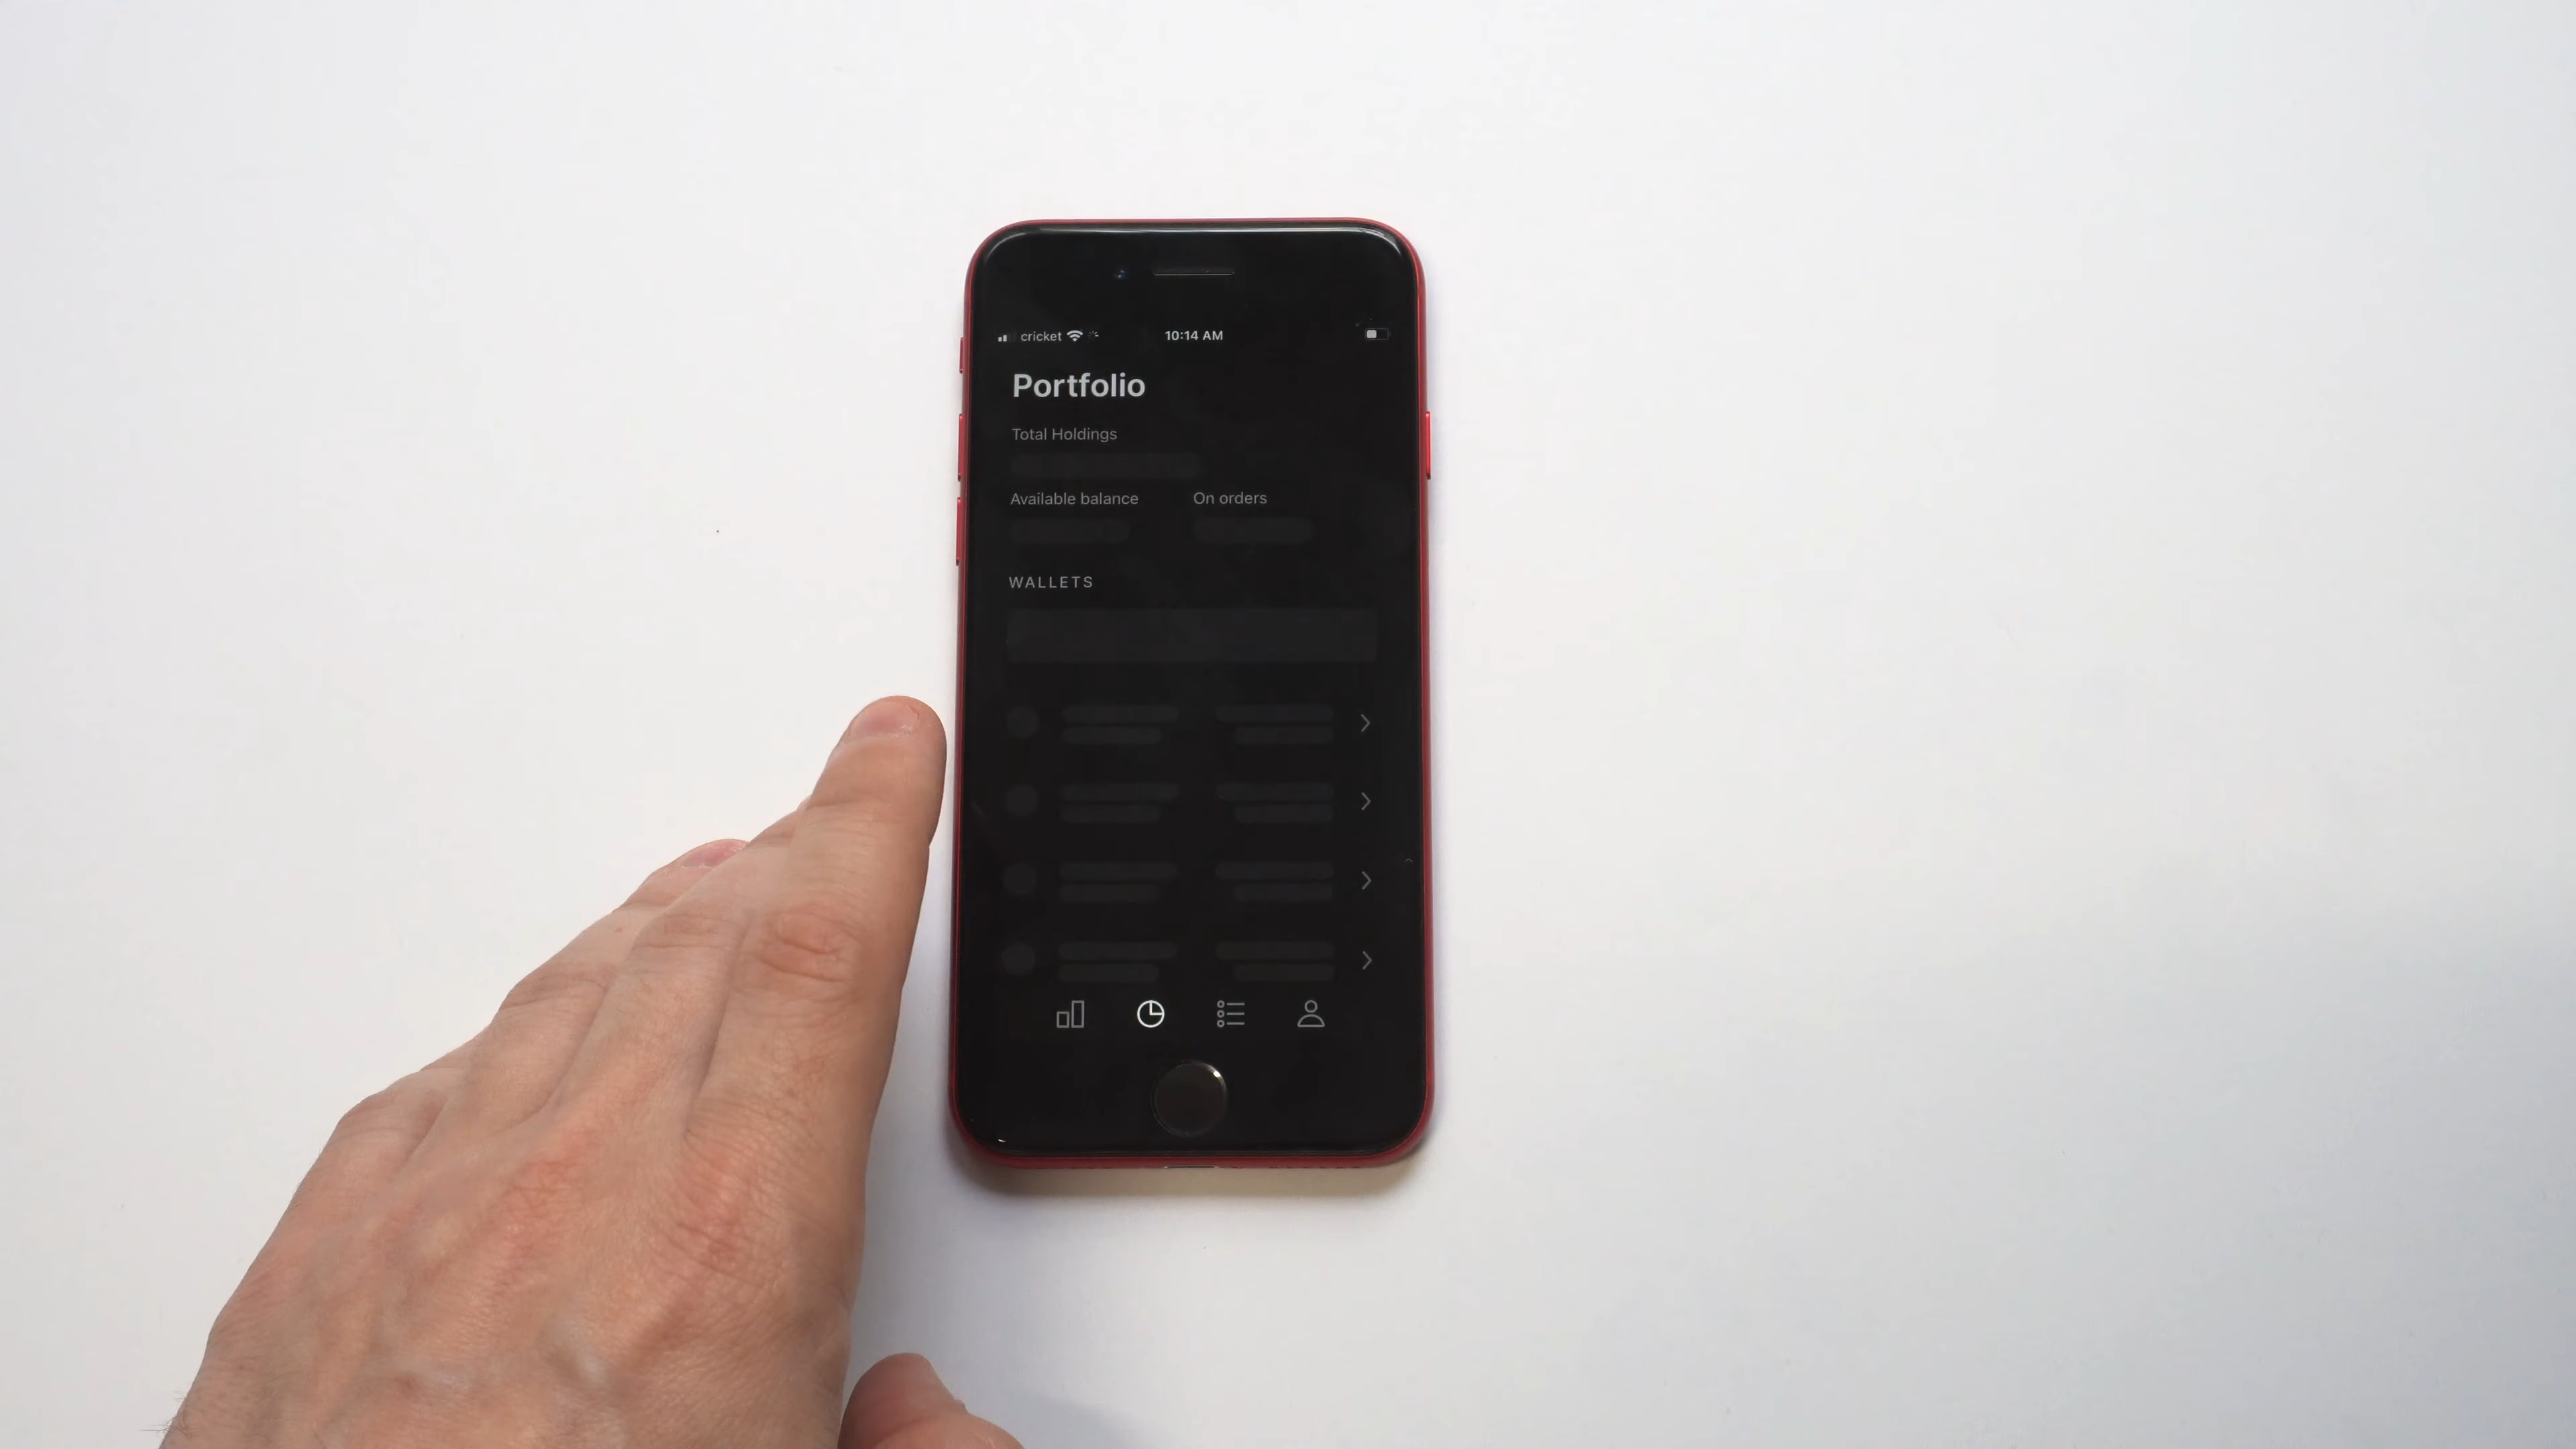 cricket 10:14 AM
Portfolio
Total Holdings
Available balance On orders
WALLETS